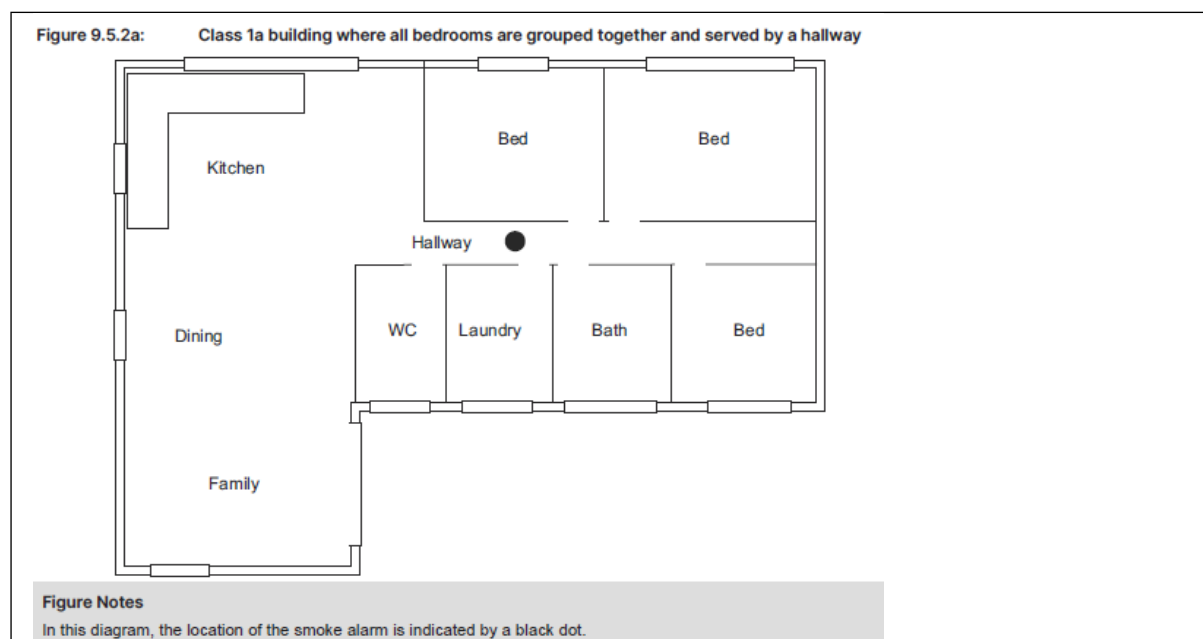 Figure 9.5.2a: Class 1a building where all bedrooms are grouped together and served by a hallway
Bed
Bed
Kitchen
Hallway
Dining
WC
Laundry
Bath
Bed
Family
Figure Notes
In this diagram, the location of the smoke alarm is indicated by a black dot.